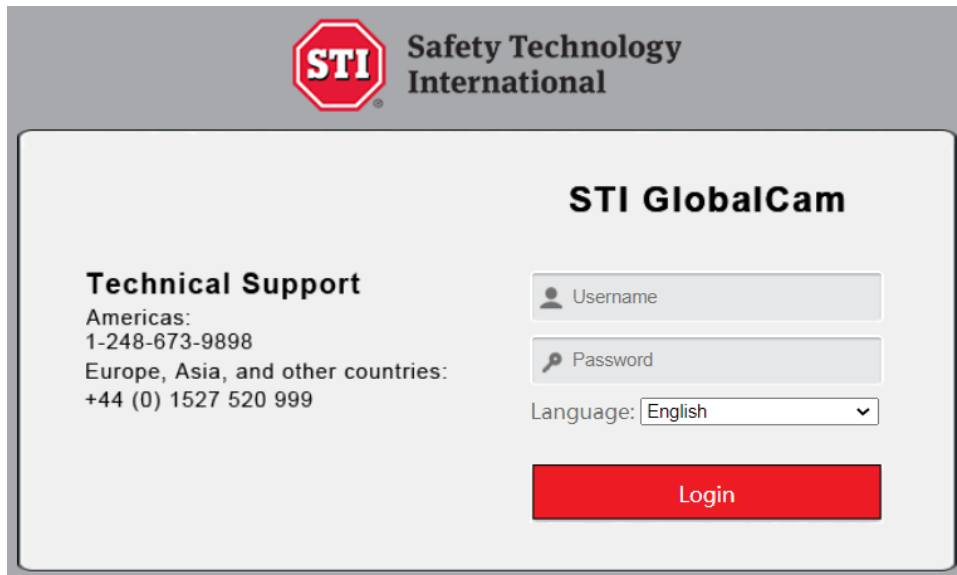 STI®
Safety Technology
International
STI GlobalCam
Technical Support
Americas:
1-248-673-9898
Europe, Asia, and other countries:
+44 (0) 1527 520 999
Username
Password
Language: English
Login